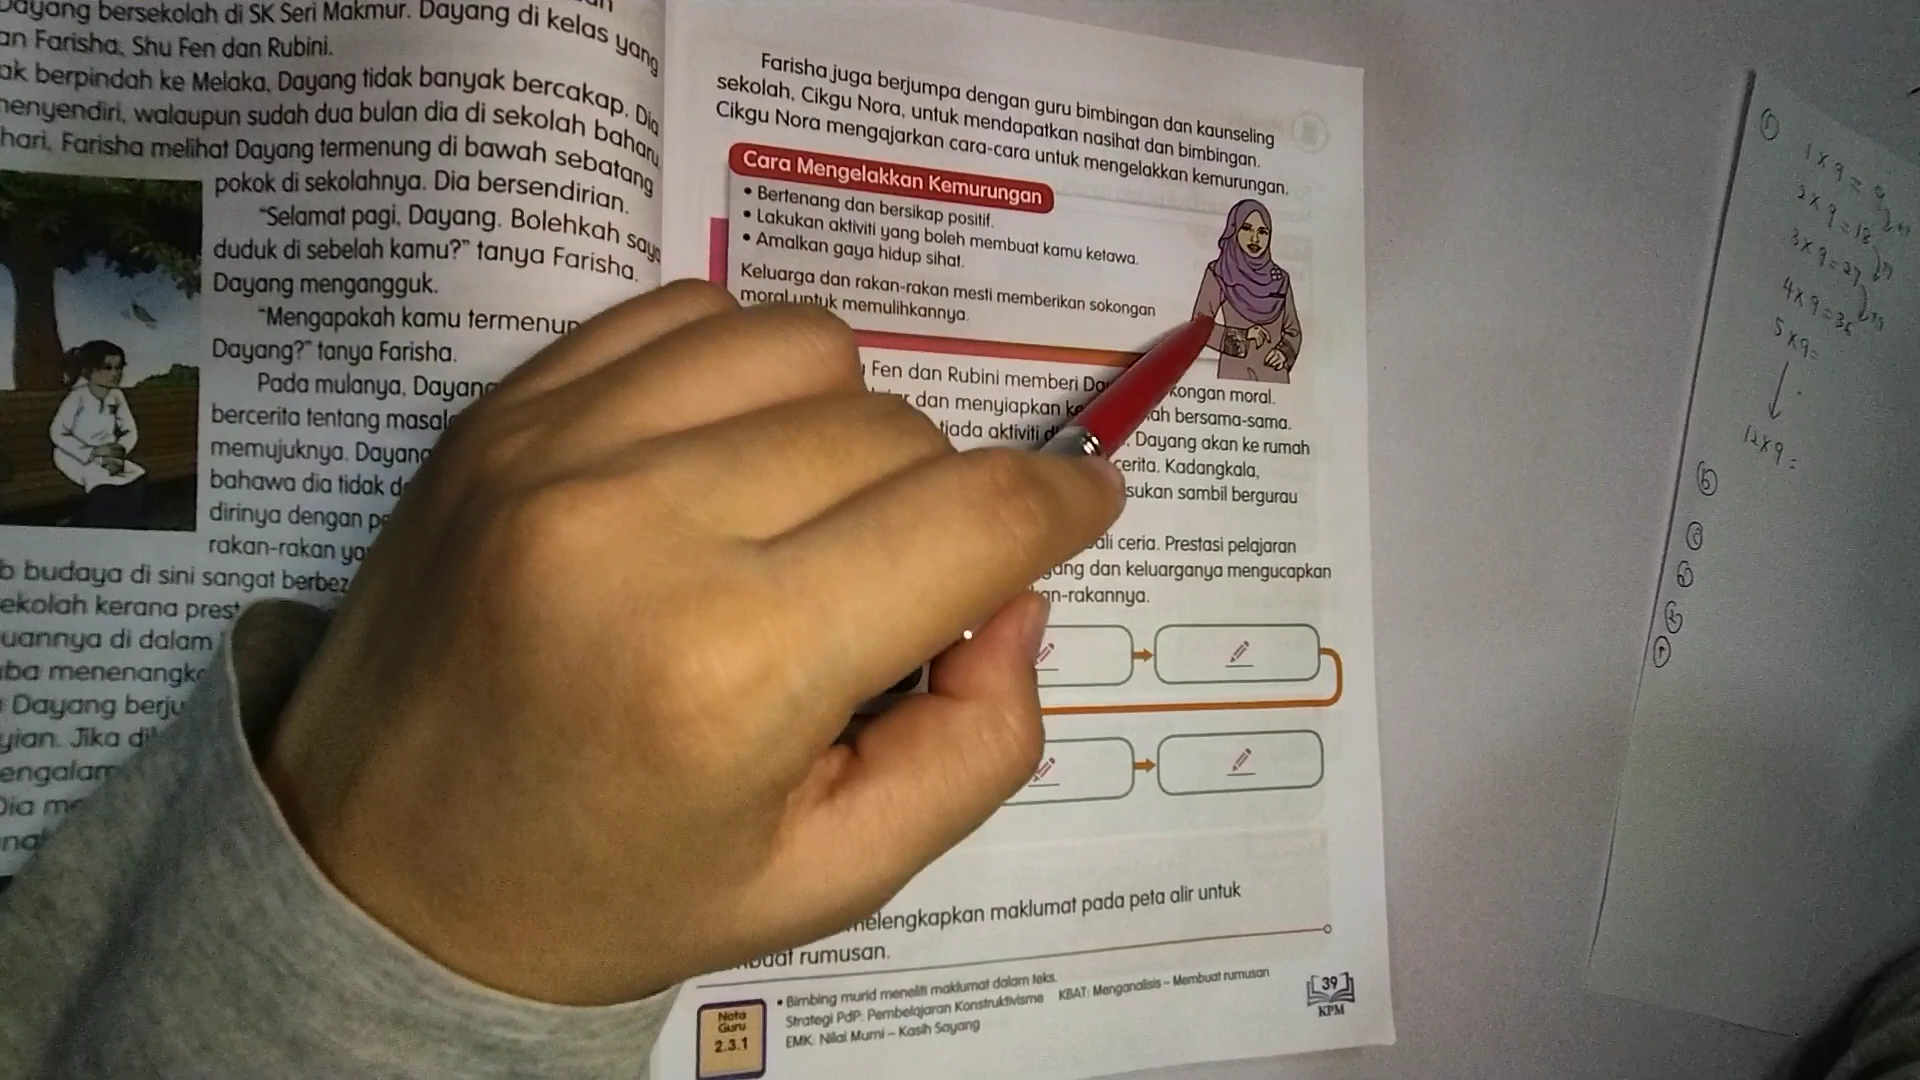 Dayang bersekolah di SK Seri Makmur. Dayang di kelas yang
an Farisha, Shu Fen dan Rubini.
ak berpindah ke Melaka, Dayang tidak banyak bercakap. Dia
menyendiri, walaupun sudah dua bulan dia di sekolah baharu
hari, Farisha melihat Dayang termenung di bawah sebatang
pokok di sekolahnya. Dia bersendirian.
"Selamat pagi, Dayang. Bolehkah saya
duduk di sebelah kamu?" tanya Farisha.
Dayang mengangguk.
"Mengapakah kamu termenun
Dayang?" tanya Farisha.
Pada mulanya, Dayang
bercerita tentang masal
memujuknya. Dayang
bahawa dia tidak d
dirinya dengan pe
rakan-rakan ya
b budaya di sini sangat berbez
ekolah kerana prest
uannya di dalam
ba menenangk
Dayang berju
yian. Jika di
engalam
Dia me
Farisha juga berjumpa dengan guru bimbingan dan kaunseling
sekolah, Cikgu Nora, untuk mendapatkan nasihat dan bimbingan.
Cikgu Nora mengajarkan cara-cara untuk mengelakkan kemurungan.
Cara Mengelakkan Kemurungan
• Bertenang dan bersikap positif.
• Lakukan aktiviti yang boleh membuat kamu ketawa.
• Amalkan gaya hidup sihat.
Keluarga dan rakan-rakan mesti memberikan sokongan
moral untuk memulihkannya.
Fen dan Rubini memberi Da kongan moral.
r dan menyiapkan ke ah bersama-sama.
tiada aktiviti d . Dayang akan ke rumah
cerita. Kadangkala,
sukan sambil bergurau
ali ceria. Prestasi pelajaran
yang dan keluarganya mengucapkan
an-rakannya.
melengkapkan maklumat pada peta alir untuk
buat rumusan.
Nota
Guru
2.3.1
• Bimbing murid meneliti maklumat dalam teks.
Strategi PdP: Pembelajaran Konstruktivisme KBAT: Menganalisis – Membuat rumusan
EMK: Nilai Murni – Kasih Sayang
39
KPM
1 x 9 = 9
2 x 9 = 18
3 x 9 = 27
4 x 9 = 36
5 x 9 =
12 x 9 =